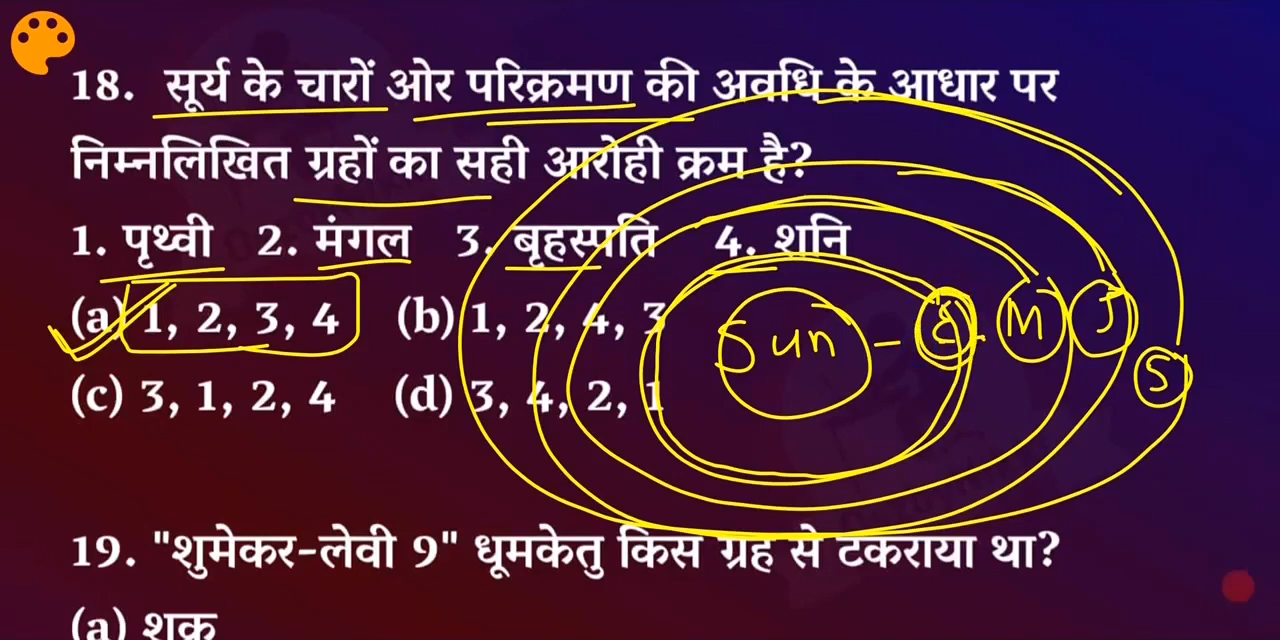 18. सूर्य के चारों ओर परिक्रमण की अवधि के आधार पर
निम्नलिखित ग्रहों का सही आरोही क्रम है?
1. पृथ्वी 2. मंगल 3. बृहस्पति 4. शनि
(a) 1, 2, 3, 4 (b) 1, 2, 4, 3
(c) 3, 1, 2, 4 (d) 3, 4, 2, 1
Sun - M J
S
19. "शुमेकर-लेवी 9" धूमकेतु किस ग्रह से टकराया था?
(a) शुक्र